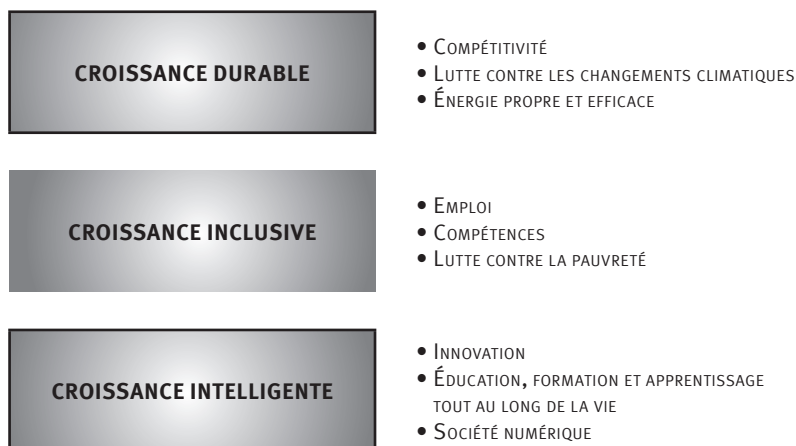 CROISSANCE DURABLE
• COMPÉTITIVITÉ
• LUTTE CONTRE LES CHANGEMENTS CLIMATIQUES
• ÉNERGIE PROPRE ET EFFICACE
CROISSANCE INCLUSIVE
• EMPLOI
• COMPÉTENCES
• LUTTE CONTRE LA PAUVRETÉ
CROISSANCE INTELLIGENTE
• INNOVATION
• ÉDUCATION, FORMATION ET APPRENTISSAGE
TOUT AU LONG DE LA VIE
• SOCIÉTÉ NUMÉRIQUE